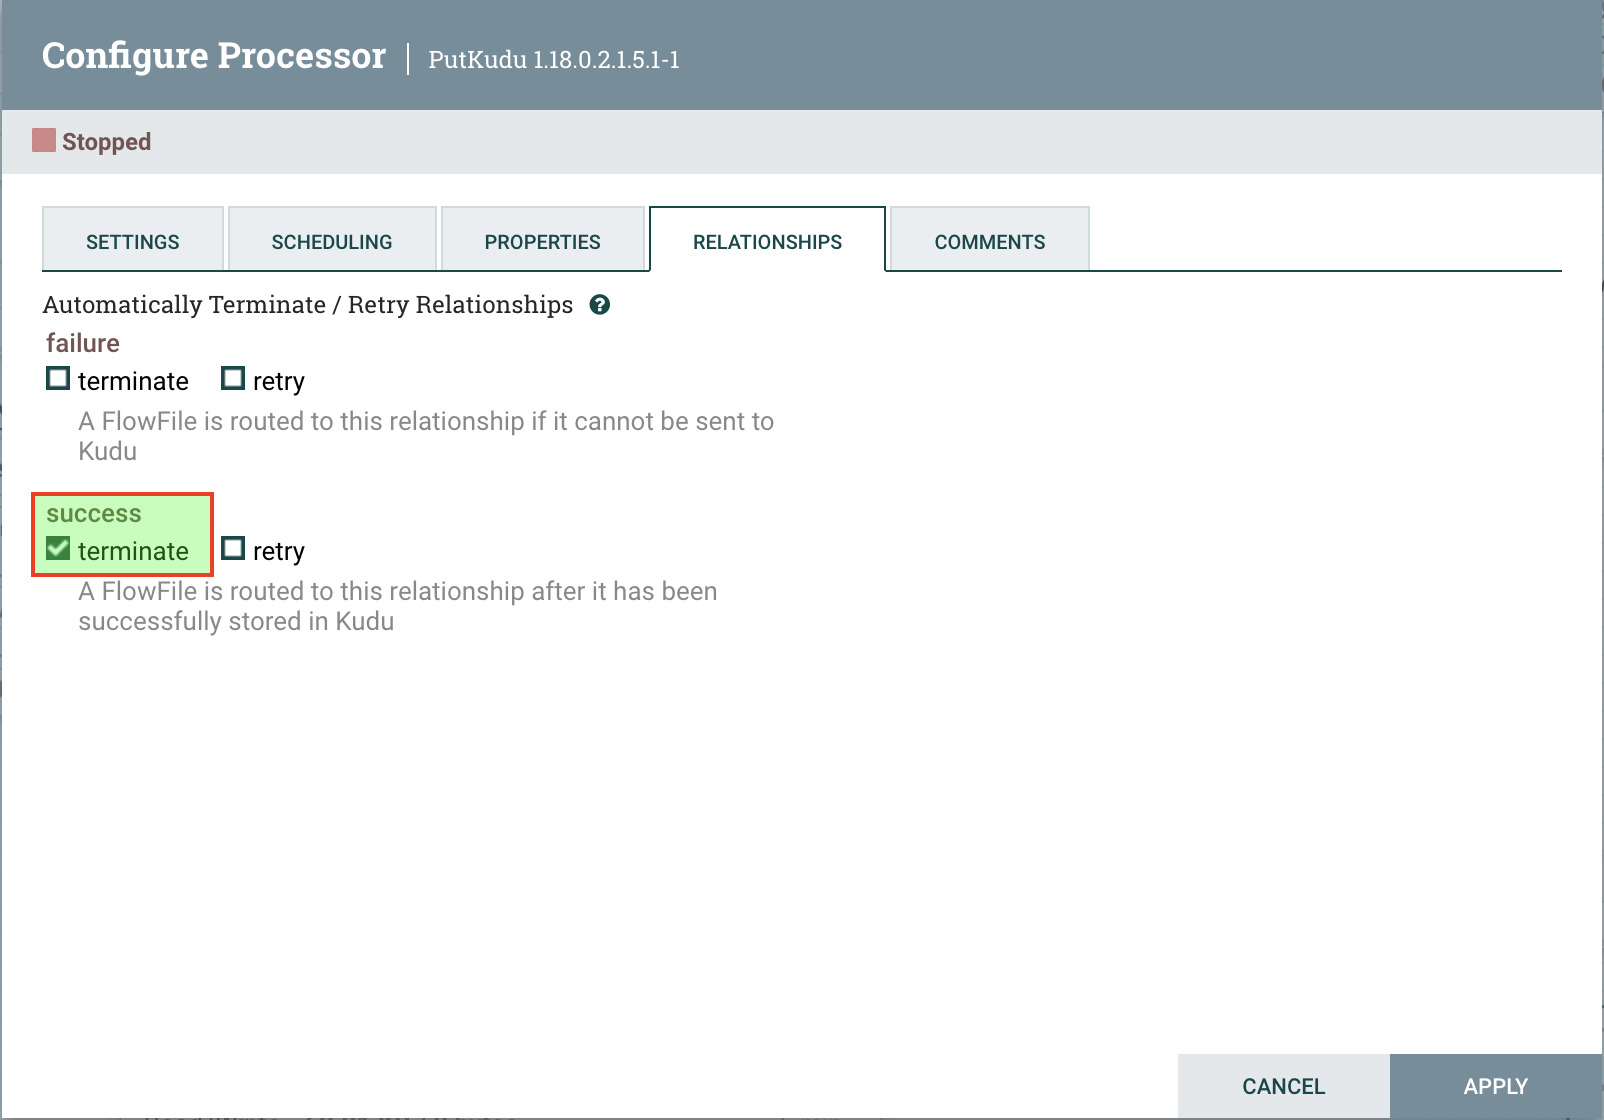 Configure Processor | PutKudu 1.18.0.2.1.5.1-1
Stopped
SETTINGS SCHEDULING PROPERTIES RELATIONSHIPS COMMENTS
Automatically Terminate / Retry Relationships ?
failure
terminate retry
A FlowFile is routed to this relationship if it cannot be sent to
Kudu
success
terminate retry
A FlowFile is routed to this relationship after it has been
successfully stored in Kudu
CANCEL APPLY